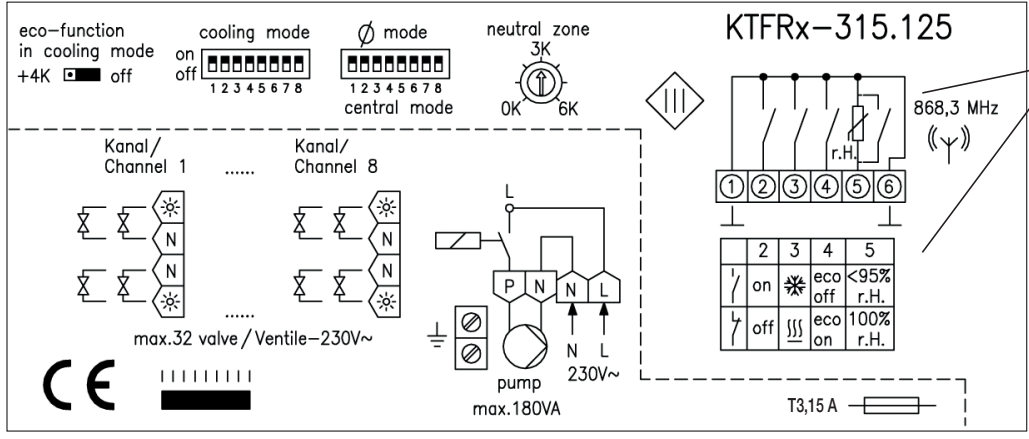 eco-function
in cooling mode
+4K off
cooling mode
on
off
1 2 3 4 5 6 7 8
Ø mode
1 2 3 4 5 6 7 8
central mode
neutral zone
3K
0K 6K
KTFRx-315.125
868,3 MHz
r.H.
1 2 3 4 5 6
2 3 4 5
on eco off <95% r.H.
off eco on 100% r.H.
Kanal/
Channel 1
......
Kanal/
Channel 8
N
N
N
N
......
max.32 valve/Ventile-230V~
L
P N N L
N L
230V~
pump
max.180VA
CE
T3,15 A